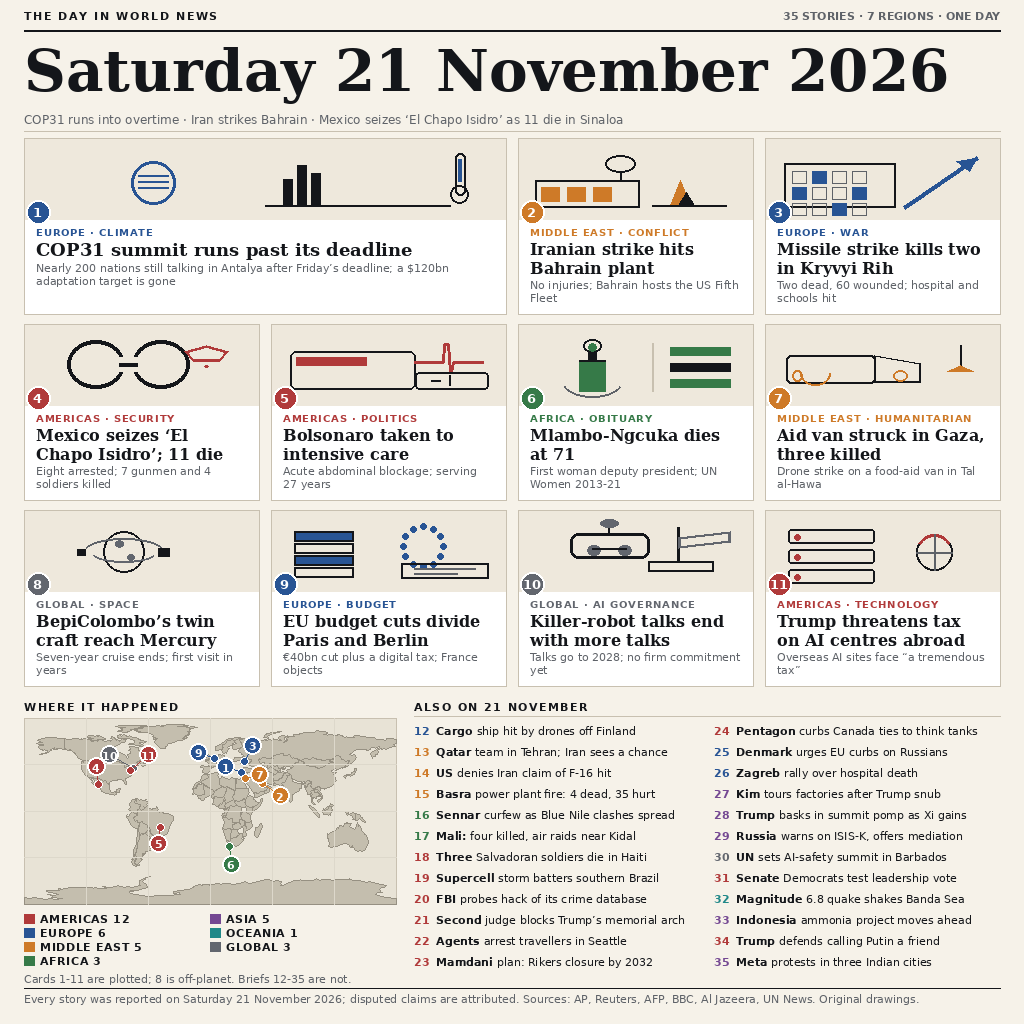 THE DAY IN WORLD NEWS
35 STORIES · 7 REGIONS · ONE DAY
Saturday 21 November 2026
COP31 runs into overtime · Iran strikes Bahrain · Mexico seizes ‘El Chapo Isidro’ as 11 die in Sinaloa
1
EUROPE · CLIMATE
COP31 summit runs past its deadline
Nearly 200 nations still talking in Antalya after Friday’s deadline; a $120bn
adaptation target is gone
2
MIDDLE EAST · CONFLICT
Iranian strike hits
Bahrain plant
No injuries; Bahrain hosts the US Fifth
Fleet
3
EUROPE · WAR
Missile strike kills two
in Kryvyi Rih
Two dead, 60 wounded; hospital and
schools hit
4
AMERICAS · SECURITY
Mexico seizes ‘El
Chapo Isidro’; 11 die
Eight arrested; 7 gunmen and 4
soldiers killed
5
AMERICAS · POLITICS
Bolsonaro taken to
intensive care
Acute abdominal blockage; serving
27 years
6
AFRICA · OBITUARY
Mlambo-Ngcuka dies
at 71
First woman deputy president; UN
Women 2013-21
7
MIDDLE EAST · HUMANITARIAN
Aid van struck in Gaza,
three killed
Drone strike on a food-aid van in Tal
al-Hawa
8
GLOBAL · SPACE
BepiColombo’s twin
craft reach Mercury
Seven-year cruise ends; first visit in
years
9
EUROPE · BUDGET
EU budget cuts divide
Paris and Berlin
€40bn cut plus a digital tax; France
objects
10
GLOBAL · AI GOVERNANCE
Killer-robot talks end
with more talks
Talks go to 2028; no firm commitment
yet
11
AMERICAS · TECHNOLOGY
Trump threatens tax
on AI centres abroad
Overseas AI sites face “a tremendous
tax”
WHERE IT HAPPENED
10
11
4
9
3
1
7
2
5
6
AMERICAS 12
EUROPE 6
MIDDLE EAST 5
AFRICA 3
ASIA 5
OCEANIA 1
GLOBAL 3
Cards 1-11 are plotted; 8 is off-planet. Briefs 12-35 are not.
ALSO ON 21 NOVEMBER
12 Cargo ship hit by drones off Finland
13 Qatar team in Tehran; Iran sees a chance
14 US denies Iran claim of F-16 hit
15 Basra power plant fire: 4 dead, 35 hurt
16 Sennar curfew as Blue Nile clashes spread
17 Mali: four killed, air raids near Kidal
18 Three Salvadoran soldiers die in Haiti
19 Supercell storm batters southern Brazil
20 FBI probes hack of its crime database
21 Second judge blocks Trump’s memorial arch
22 Agents arrest travellers in Seattle
23 Mamdani plan: Rikers closure by 2032
24 Pentagon curbs Canada ties to think tanks
25 Denmark urges EU curbs on Russians
26 Zagreb rally over hospital death
27 Kim tours factories after Trump snub
28 Trump basks in summit pomp as Xi gains
29 Russia warns on ISIS-K, offers mediation
30 UN sets AI-safety summit in Barbados
31 Senate Democrats test leadership vote
32 Magnitude 6.8 quake shakes Banda Sea
33 Indonesia ammonia project moves ahead
34 Trump defends calling Putin a friend
35 Meta protests in three Indian cities
Every story was reported on Saturday 21 November 2026; disputed claims are attributed. Sources: AP, Reuters, AFP, BBC, Al Jazeera, UN News. Original drawings.